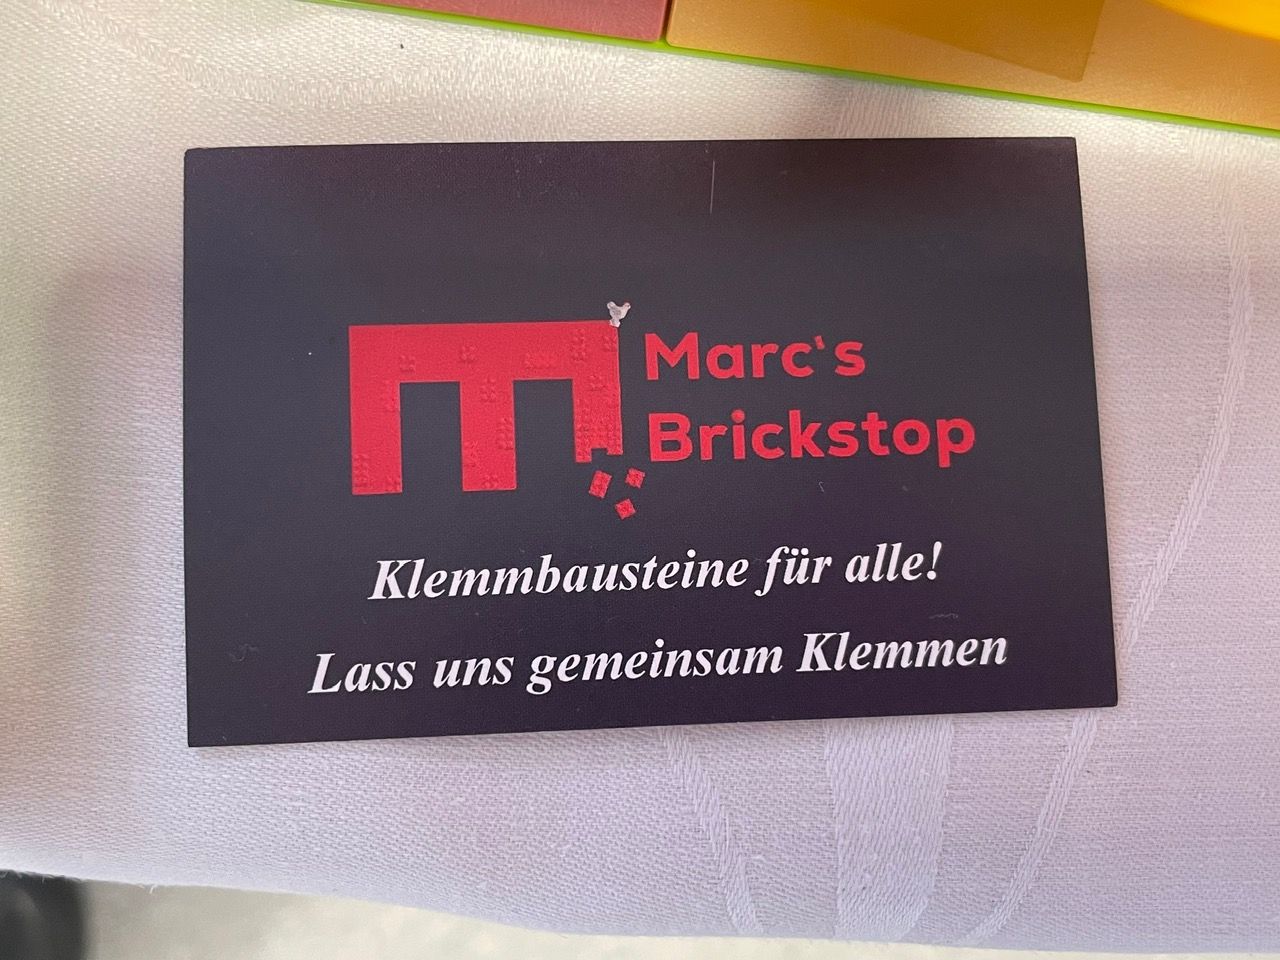 Marc's
Brickstop
Klemmbausteine für alle!
Lass uns gemeinsam Klemmen